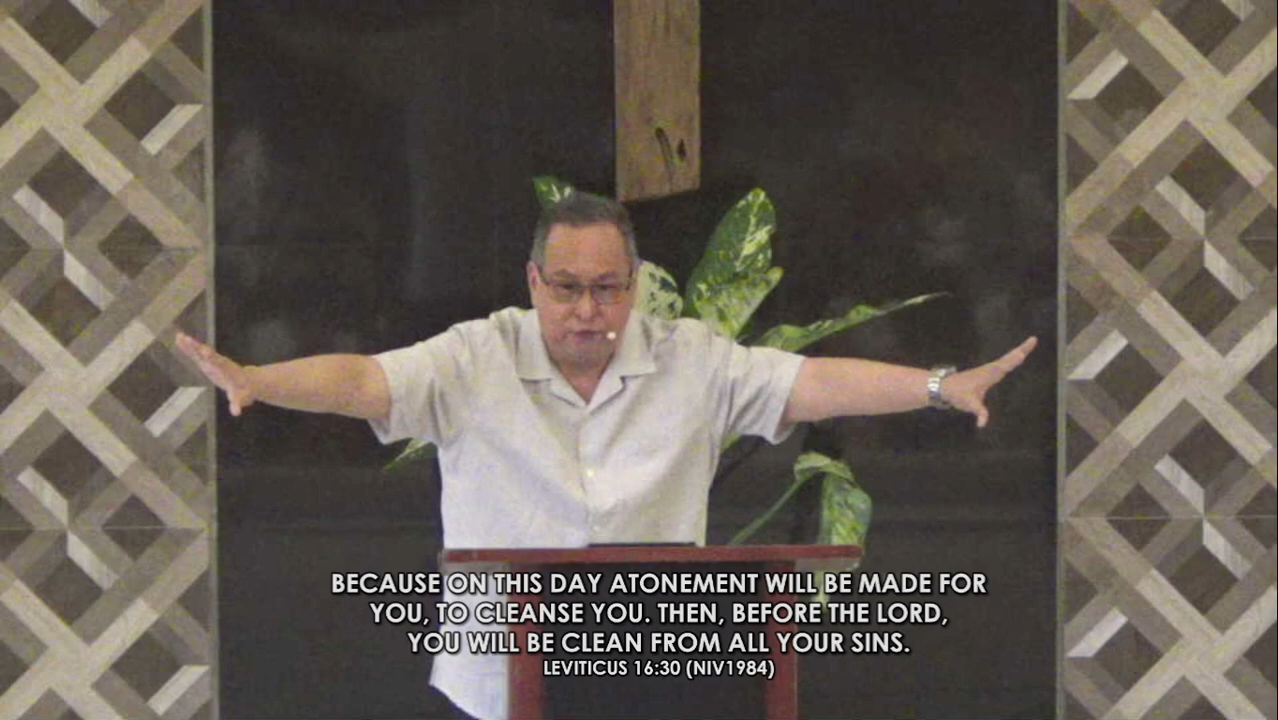 BECAUSE ON THIS DAY ATONEMENT WILL BE MADE FOR
YOU, TO CLEANSE YOU. THEN, BEFORE THE LORD,
YOU WILL BE CLEAN FROM ALL YOUR SINS.
LEVITICUS 16:30 (NIV1984)